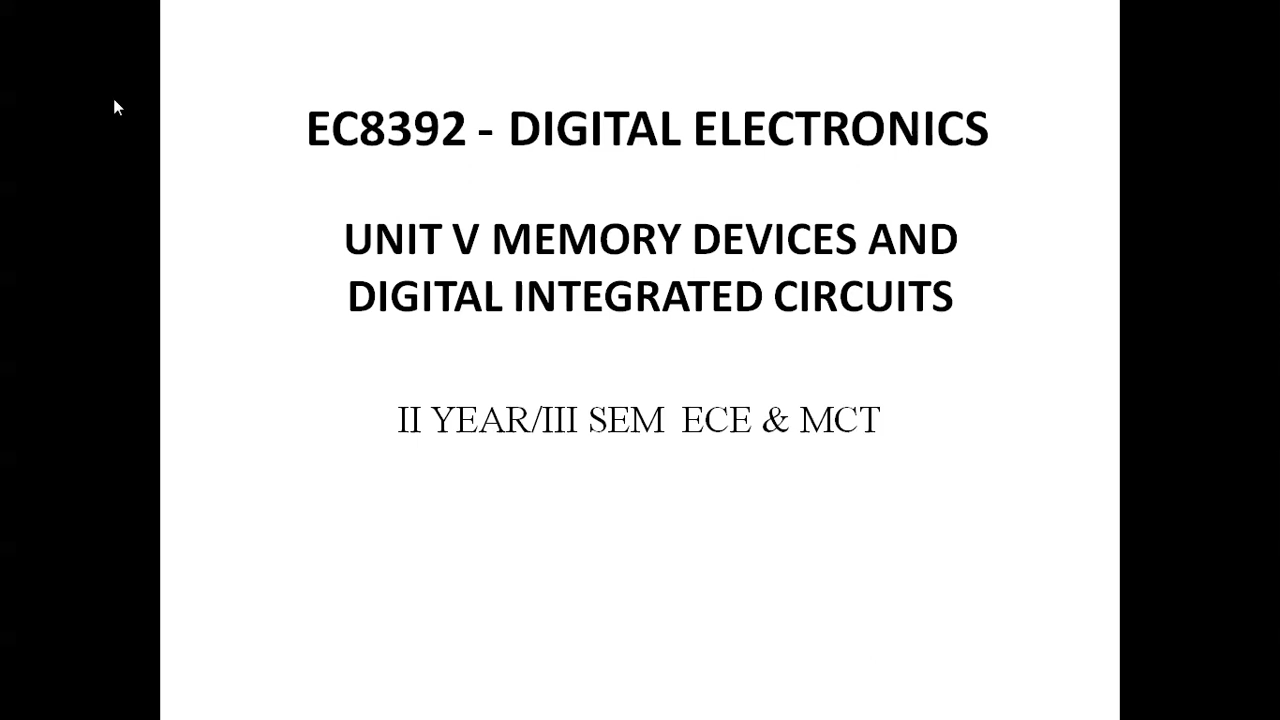 EC8392 - DIGITAL ELECTRONICS
UNIT V MEMORY DEVICES AND
DIGITAL INTEGRATED CIRCUITS
II YEAR/III SEM ECE & MCT